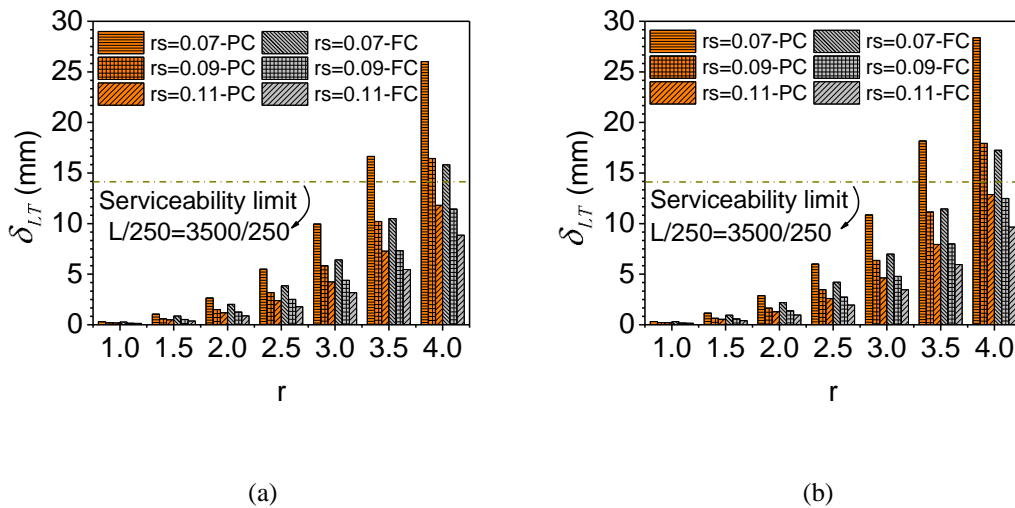 30
25
20
15
10
5
0
δLT (mm)
rs=0.07-PC rs=0.07-FC
rs=0.09-PC rs=0.09-FC
rs=0.11-PC rs=0.11-FC
Serviceability limit
L/250=3500/250
1.0 1.5 2.0 2.5 3.0 3.5 4.0
r
(a)
30
25
20
15
10
5
0
δLT (mm)
rs=0.07-PC rs=0.07-FC
rs=0.09-PC rs=0.09-FC
rs=0.11-PC rs=0.11-FC
Serviceability limit
L/250=3500/250
1.0 1.5 2.0 2.5 3.0 3.5 4.0
r
(b)